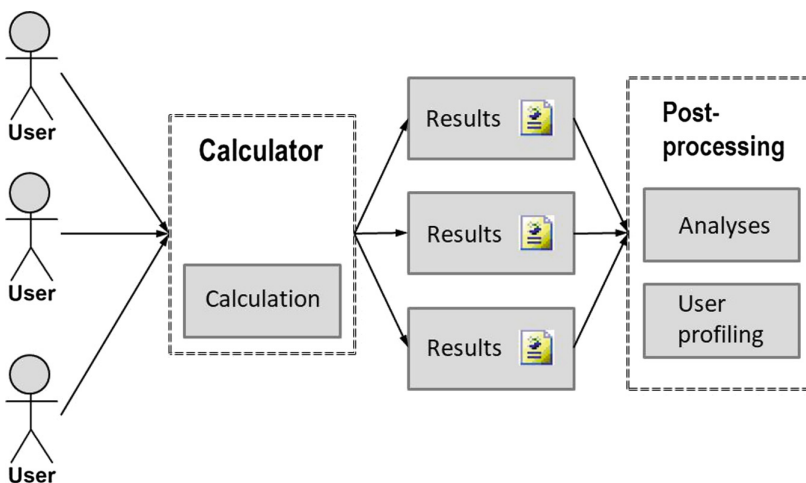 User
User
User
Calculator
Calculation
Results
Results
Results
Post-
processing
Analyses
User
profiling